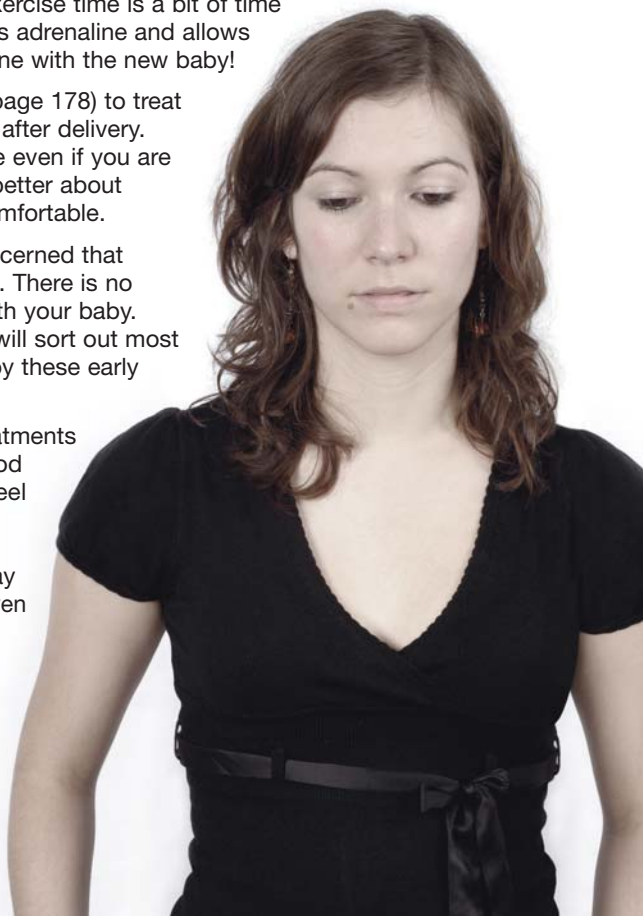 ercise time is a bit of time
s adrenaline and allows
ne with the new baby!
page 178) to treat
after delivery.
e even if you are
better about
mfortable.
cerned that
. There is no
th your baby.
will sort out most
by these early
atments
od
eel
ay
en